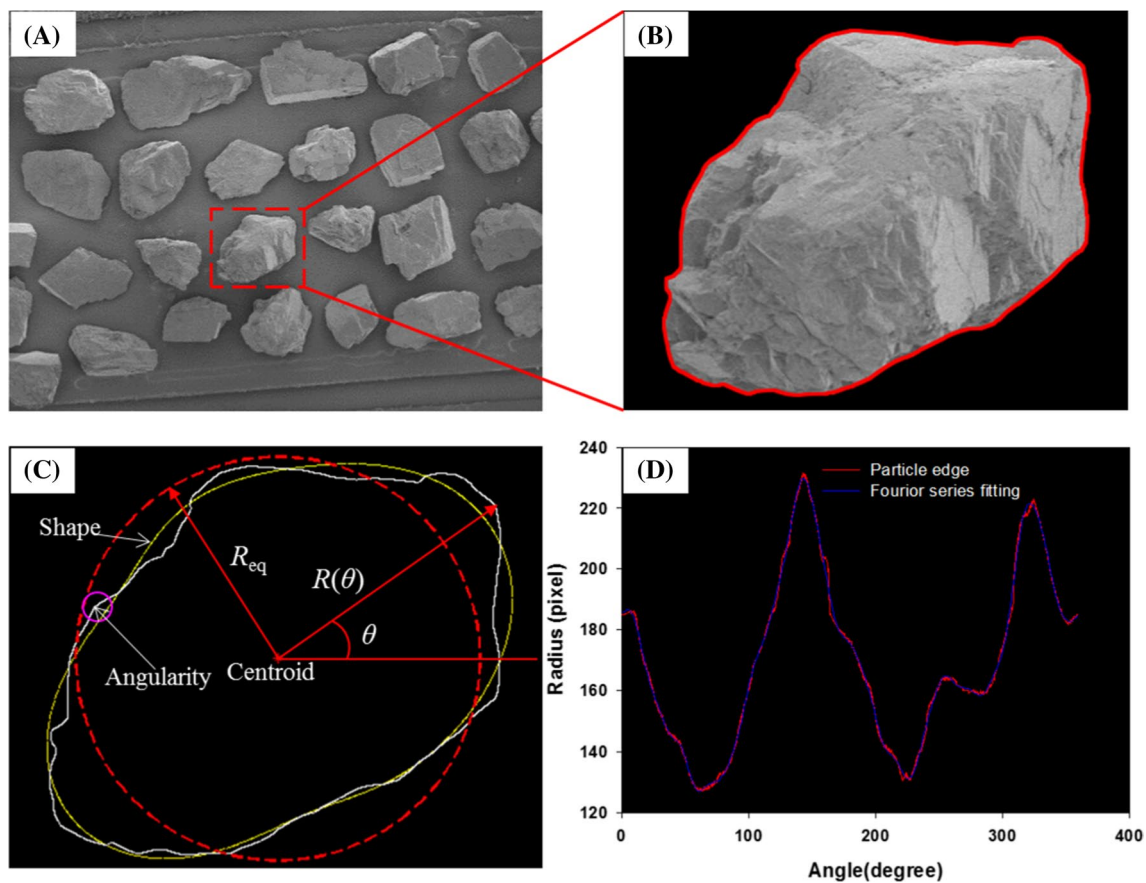 (A)
(B)
(C)
Shape
R_eq
R(θ)
θ
Angularity
Centroid
(D)
240
220
200
180
160
140
120
Radius (pixel)
Particle edge
Fourior series fitting
0
100
200
300
400
Angle(degree)